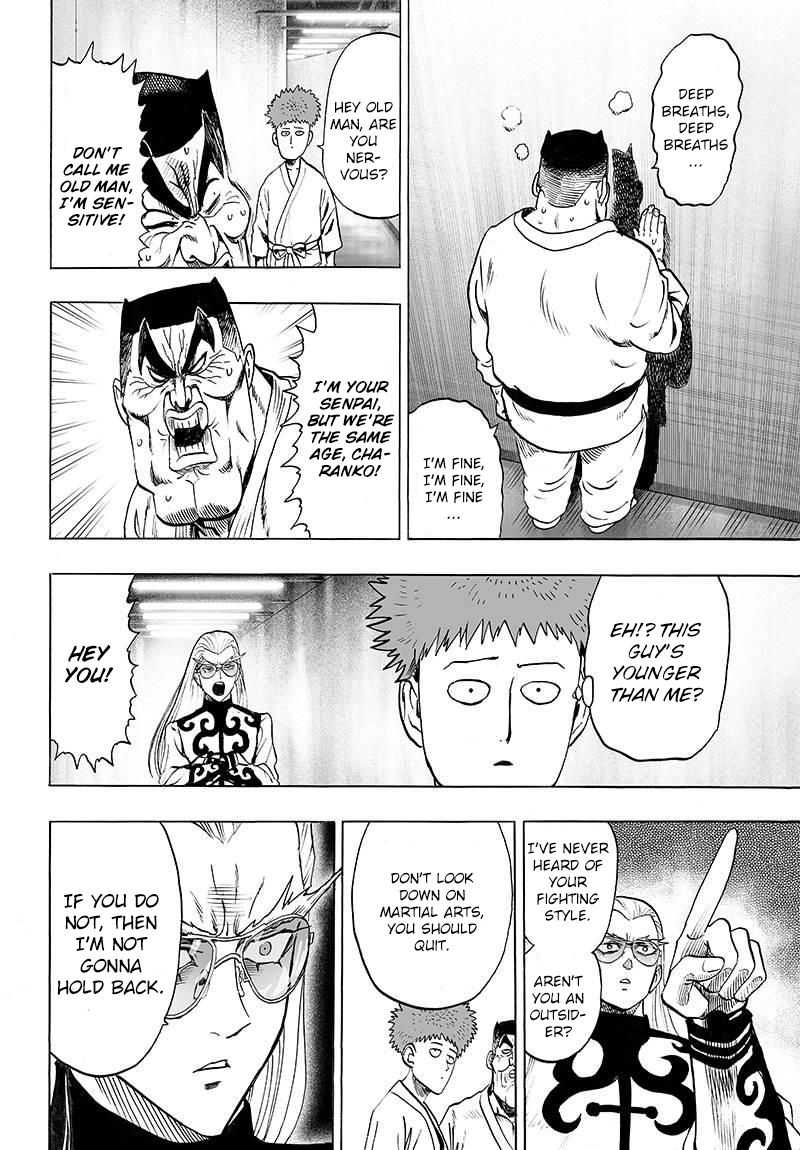 DEEP
BREATHS,
DEEP
BREATHS
...
I'M FINE,
I'M FINE,
I'M FINE
...
HEY OLD
MAN, ARE
YOU
NER-
VOUS?
DON'T
CALL ME
OLD MAN,
I'M SEN-
SITIVE!
I'M YOUR
SENPAI,
BUT WE'RE
THE SAME
AGE, CHA-
RANKO!
EH!? THIS
GUY'S
YOUNGER
THAN ME?
HEY
YOU!
I'VE NEVER
HEARD OF
YOUR
FIGHTING
STYLE.
AREN'T
YOU AN
OUTSID-
ER?
DON'T LOOK
DOWN ON
MARTIAL ARTS,
YOU SHOULD
QUIT.
IF YOU DO
NOT, THEN
I'M NOT
GONNA
HOLD BACK.